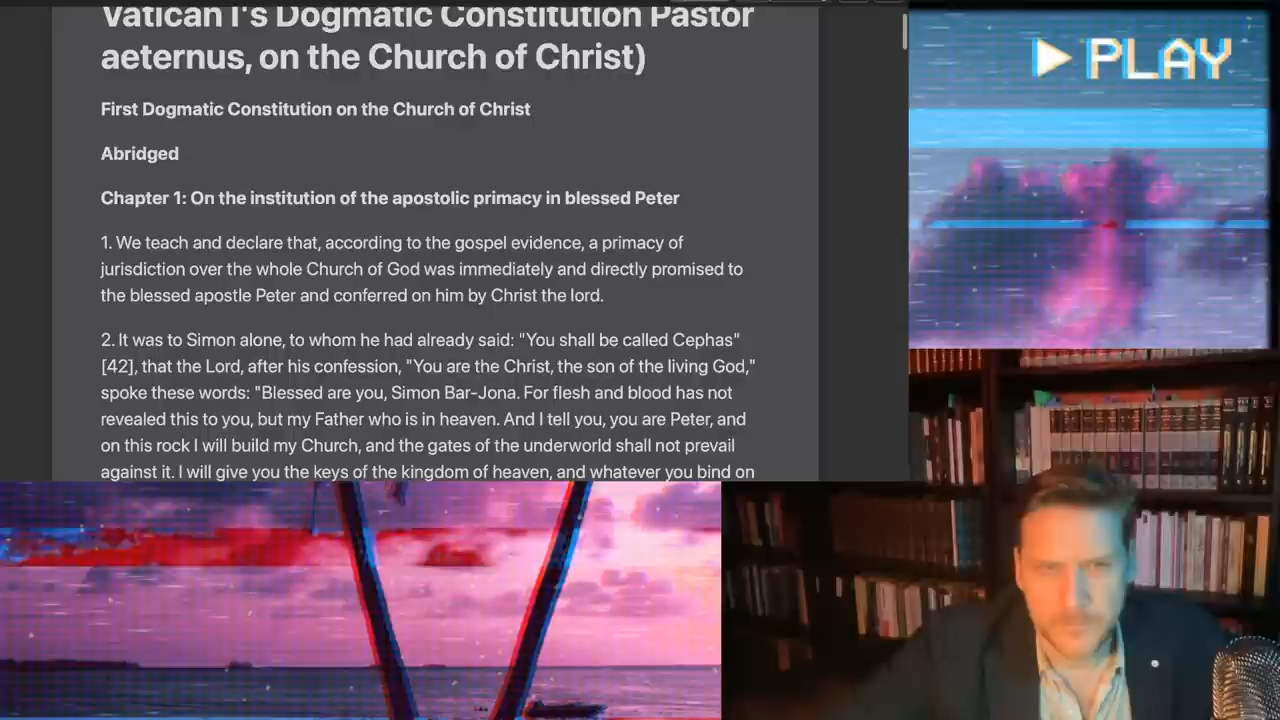 Vatican I's Dogmatic Constitution Pastor
aeternus, on the Church of Christ)
First Dogmatic Constitution on the Church of Christ
Abridged
Chapter 1: On the institution of the apostolic primacy in blessed Peter
1. We teach and declare that, according to the gospel evidence, a primacy of
jurisdiction over the whole Church of God was immediately and directly promised to
the blessed apostle Peter and conferred on him by Christ the lord.
2. It was to Simon alone, to whom he had already said: "You shall be called Cephas"
[42], that the Lord, after his confession, "You are the Christ, the son of the living God,"
spoke these words: "Blessed are you, Simon Bar-Jona. For flesh and blood has not
revealed this to you, but my Father who is in heaven. And I tell you, you are Peter, and
on this rock I will build my Church, and the gates of the underworld shall not prevail
against it. I will give you the keys of the kingdom of heaven, and whatever you bind on
PLAY